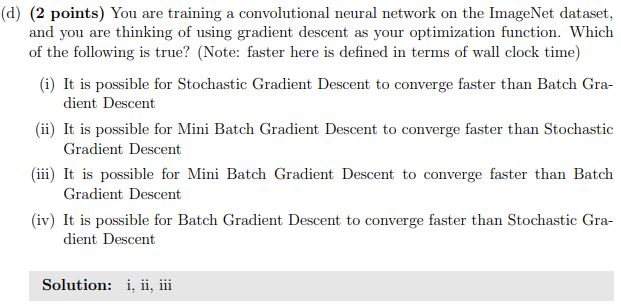 (d) (2 points) You are training a convolutional neural network on the ImageNet dataset,
and you are thinking of using gradient descent as your optimization function. Which
of the following is true? (Note: faster here is defined in terms of wall clock time)
(i) It is possible for Stochastic Gradient Descent to converge faster than Batch Gra-
dient Descent
(ii) It is possible for Mini Batch Gradient Descent to converge faster than Stochastic
Gradient Descent
(iii) It is possible for Mini Batch Gradient Descent to converge faster than Batch
Gradient Descent
(iv) It is possible for Batch Gradient Descent to converge faster than Stochastic Gra-
dient Descent
Solution: i, ii, iii